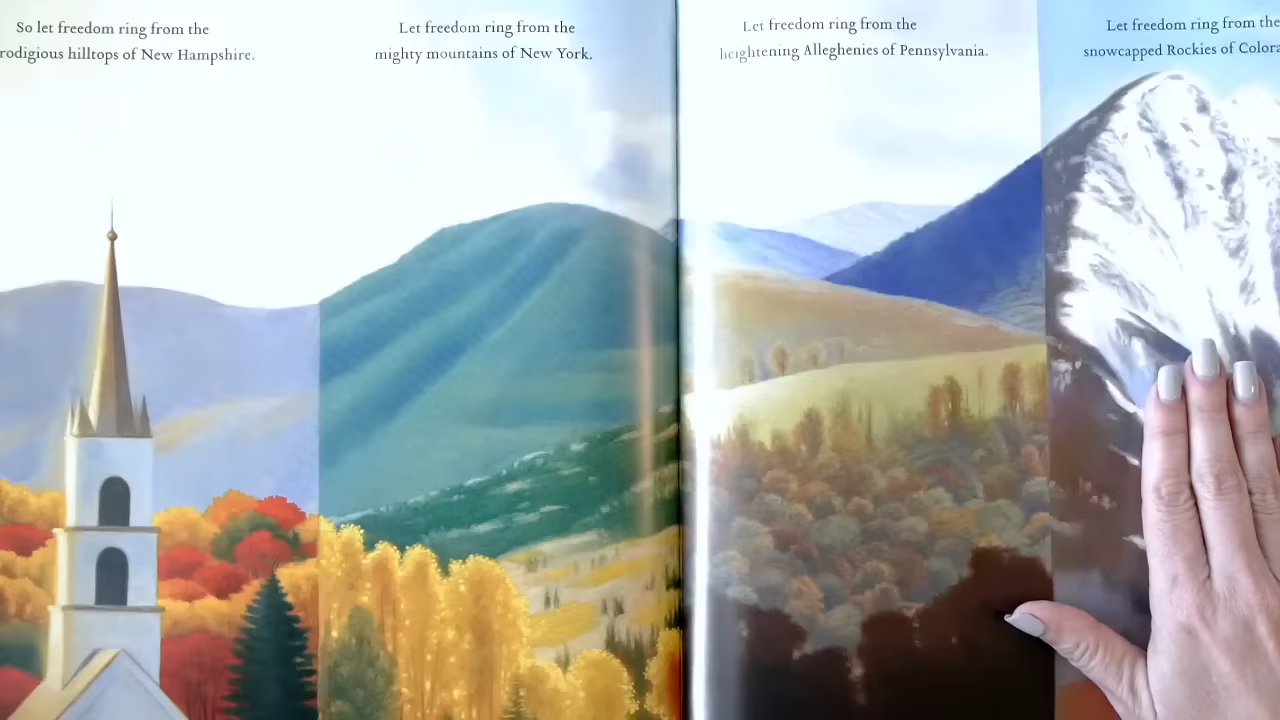 So let freedom ring from the
rodigious hilltops of New Hampshire.
Let freedom ring from the
mighty mountains of New York.
Let freedom ring from the
heightening Alleghenies of Pennsylvania.
Let freedom ring from the
snowcapped Rockies of Colora